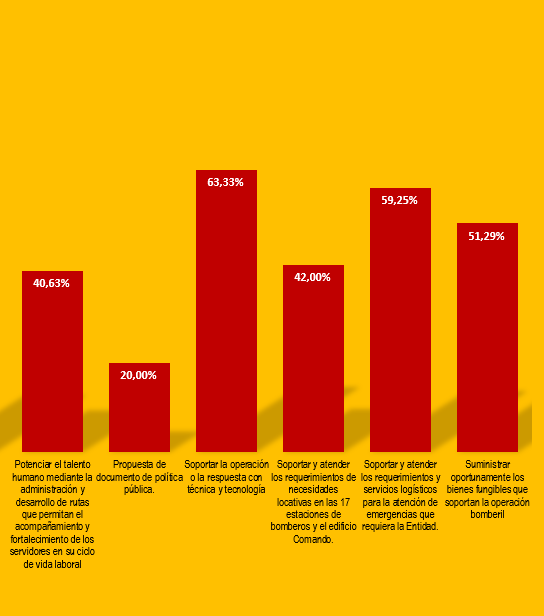 63,33%
59,25%
51,29%
42,00%
40,63%
20,00%
Potenciar el talento
humano mediante la
administración y
desarrollo de rutas
que permitan el
acompañamiento y
fortalecimiento de los
servidores en su ciclo
de vida laboral
Propuesta de
documento de política
pública.
Soportar la operación
o la respuesta con
técnica y tecnología
Soportar y atender
los requerimientos de
necesidades
locativas en las 17
estaciones de
bomberos y el edificio
Comando.
Soportar y atender
los requerimientos y
servicios logísticos
para la atención de
emergencias que
requiera la Entidad.
Suministrar
oportunamente los
bienes fungibles que
soportan la operación
bomberil